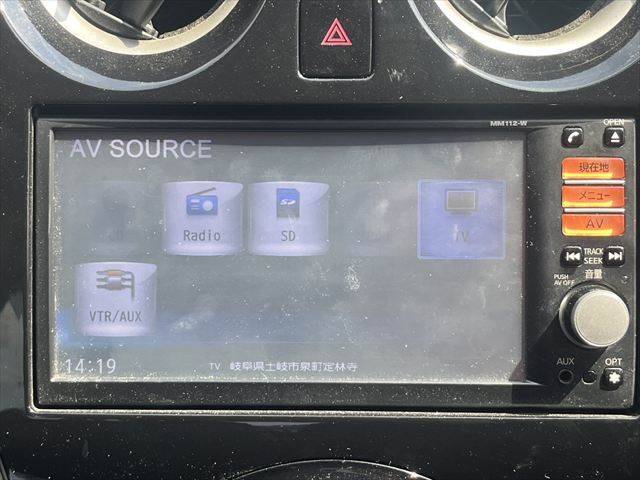 MM112-W
OPEN
AV SOURCE
現在地
メニュー
AV
Radio
SD
TV
TRACK
SEEK
音量
PUSH
AV OFF
VTR/AUX
14:19
TV 岐阜県土岐市泉町定林寺
AUX
OPT